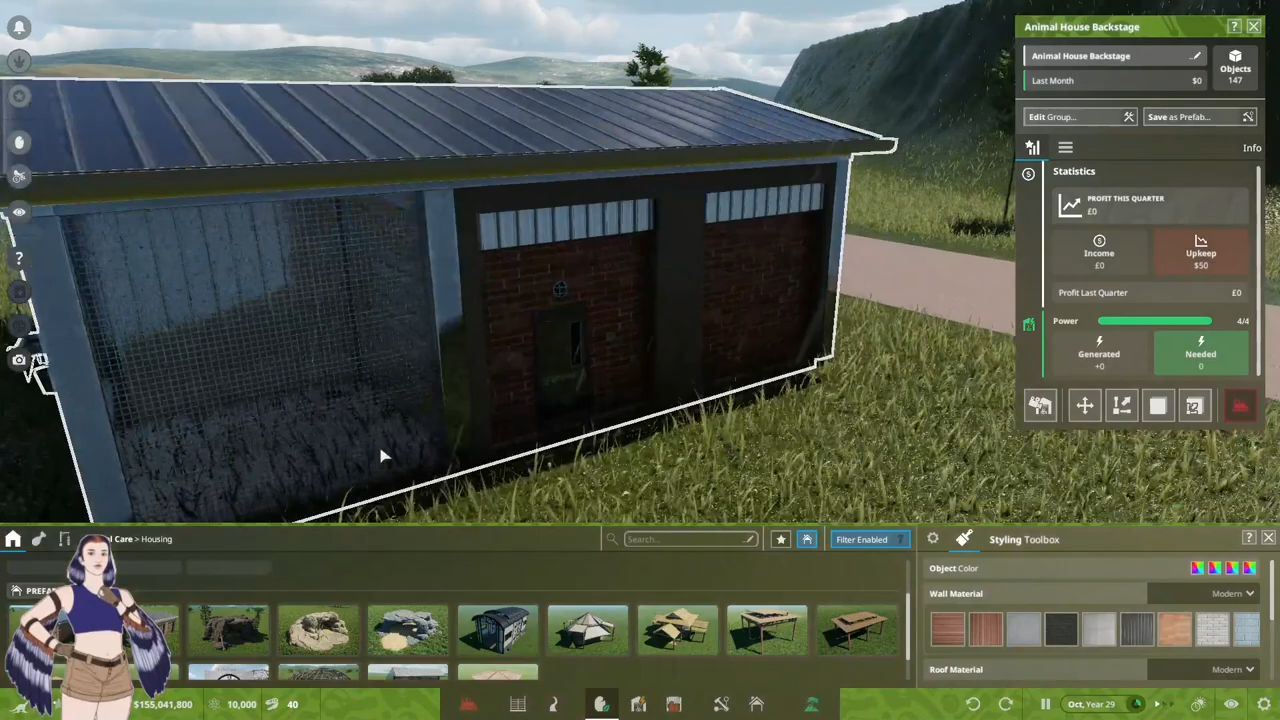 Animal House Backstage
?
Animal House Backstage
Objects
147
Last Month $0
Edit Group...
Save as Prefab...
Info
Statistics
PROFIT THIS QUARTER
£0
Income
£0
Upkeep
$50
Profit Last Quarter £0
Power 4/4
Generated
+0
Needed
0
?
Care > Housing
Search...
Filter Enabled
Styling Toolbox
?
Object Color
Wall Material Modern
Roof Material Modern
$155,041,800
10,000
40
Oct, Year 29